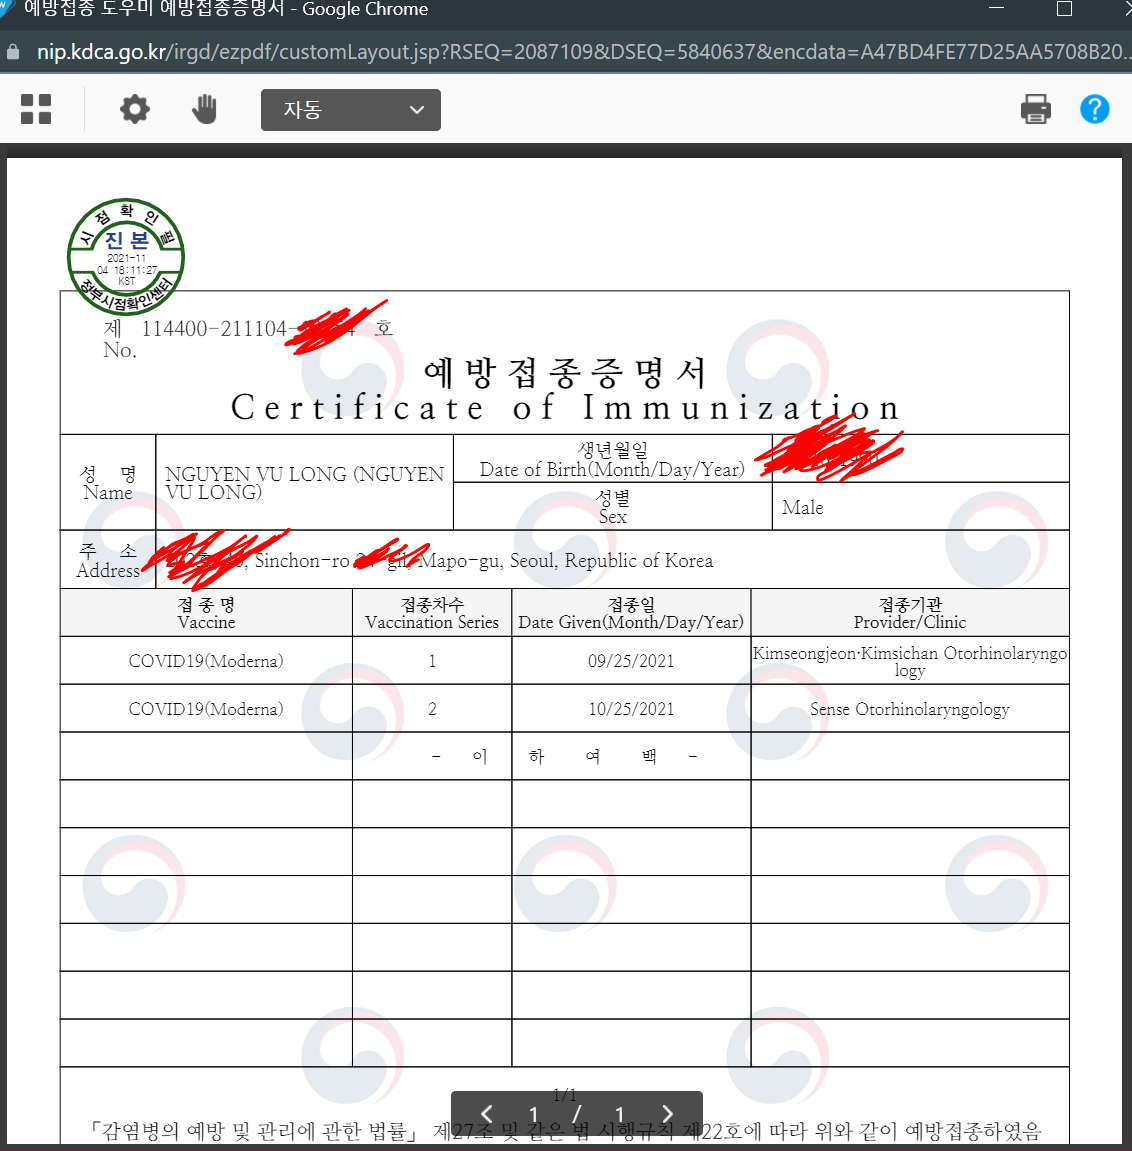 예방접종 도우미 예방접종증명서 - Google Chrome
nip.kdca.go.kr/irgd/ezpdf/customLayout.jsp?RSEQ=2087109&DSEQ=5840637&encdata=A47BD4FE77D25AA5708B20...
자동
시점확인필
진본
2021-11
04 18:11:27
KST
정부시점확인센터
제 114400-211104- 호
No.
예방접종증명서
Certificate of Immunization
성 명
Name
NGUYEN VU LONG (NGUYEN
VU LONG)
생년월일
Date of Birth(Month/Day/Year)
성별
Sex
Male
주 소
Address
, Sinchon-ro gil, Mapo-gu, Seoul, Republic of Korea
접 종 명
Vaccine
접종차수
Vaccination Series
접종일
Date Given(Month/Day/Year)
접종기관
Provider/Clinic
COVID19(Moderna) 1 09/25/2021 Kimseongjeon·Kimsichan Otorhinolaryngo
logy
COVID19(Moderna) 2 10/25/2021 Sense Otorhinolaryngology
- 이 하 여 백 -
1/1
1 / 1
「감염병의 예방 및 관리에 관한 법률」 제27조 및 같은 법 시행규칙 제22호에 따라 위와 같이 예방접종하였음